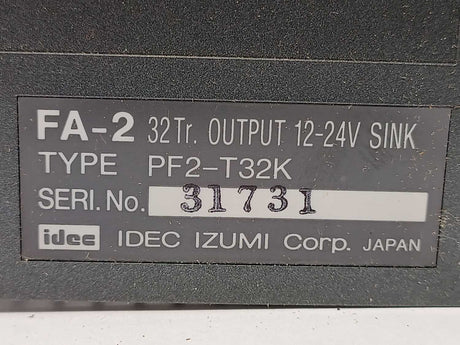 FA-2 32Tr. OUTPUT 12-24V SINK
TYPE PF2-T32K
SERI.No. 31731
idec IDEC IZUMI Corp. JAPAN